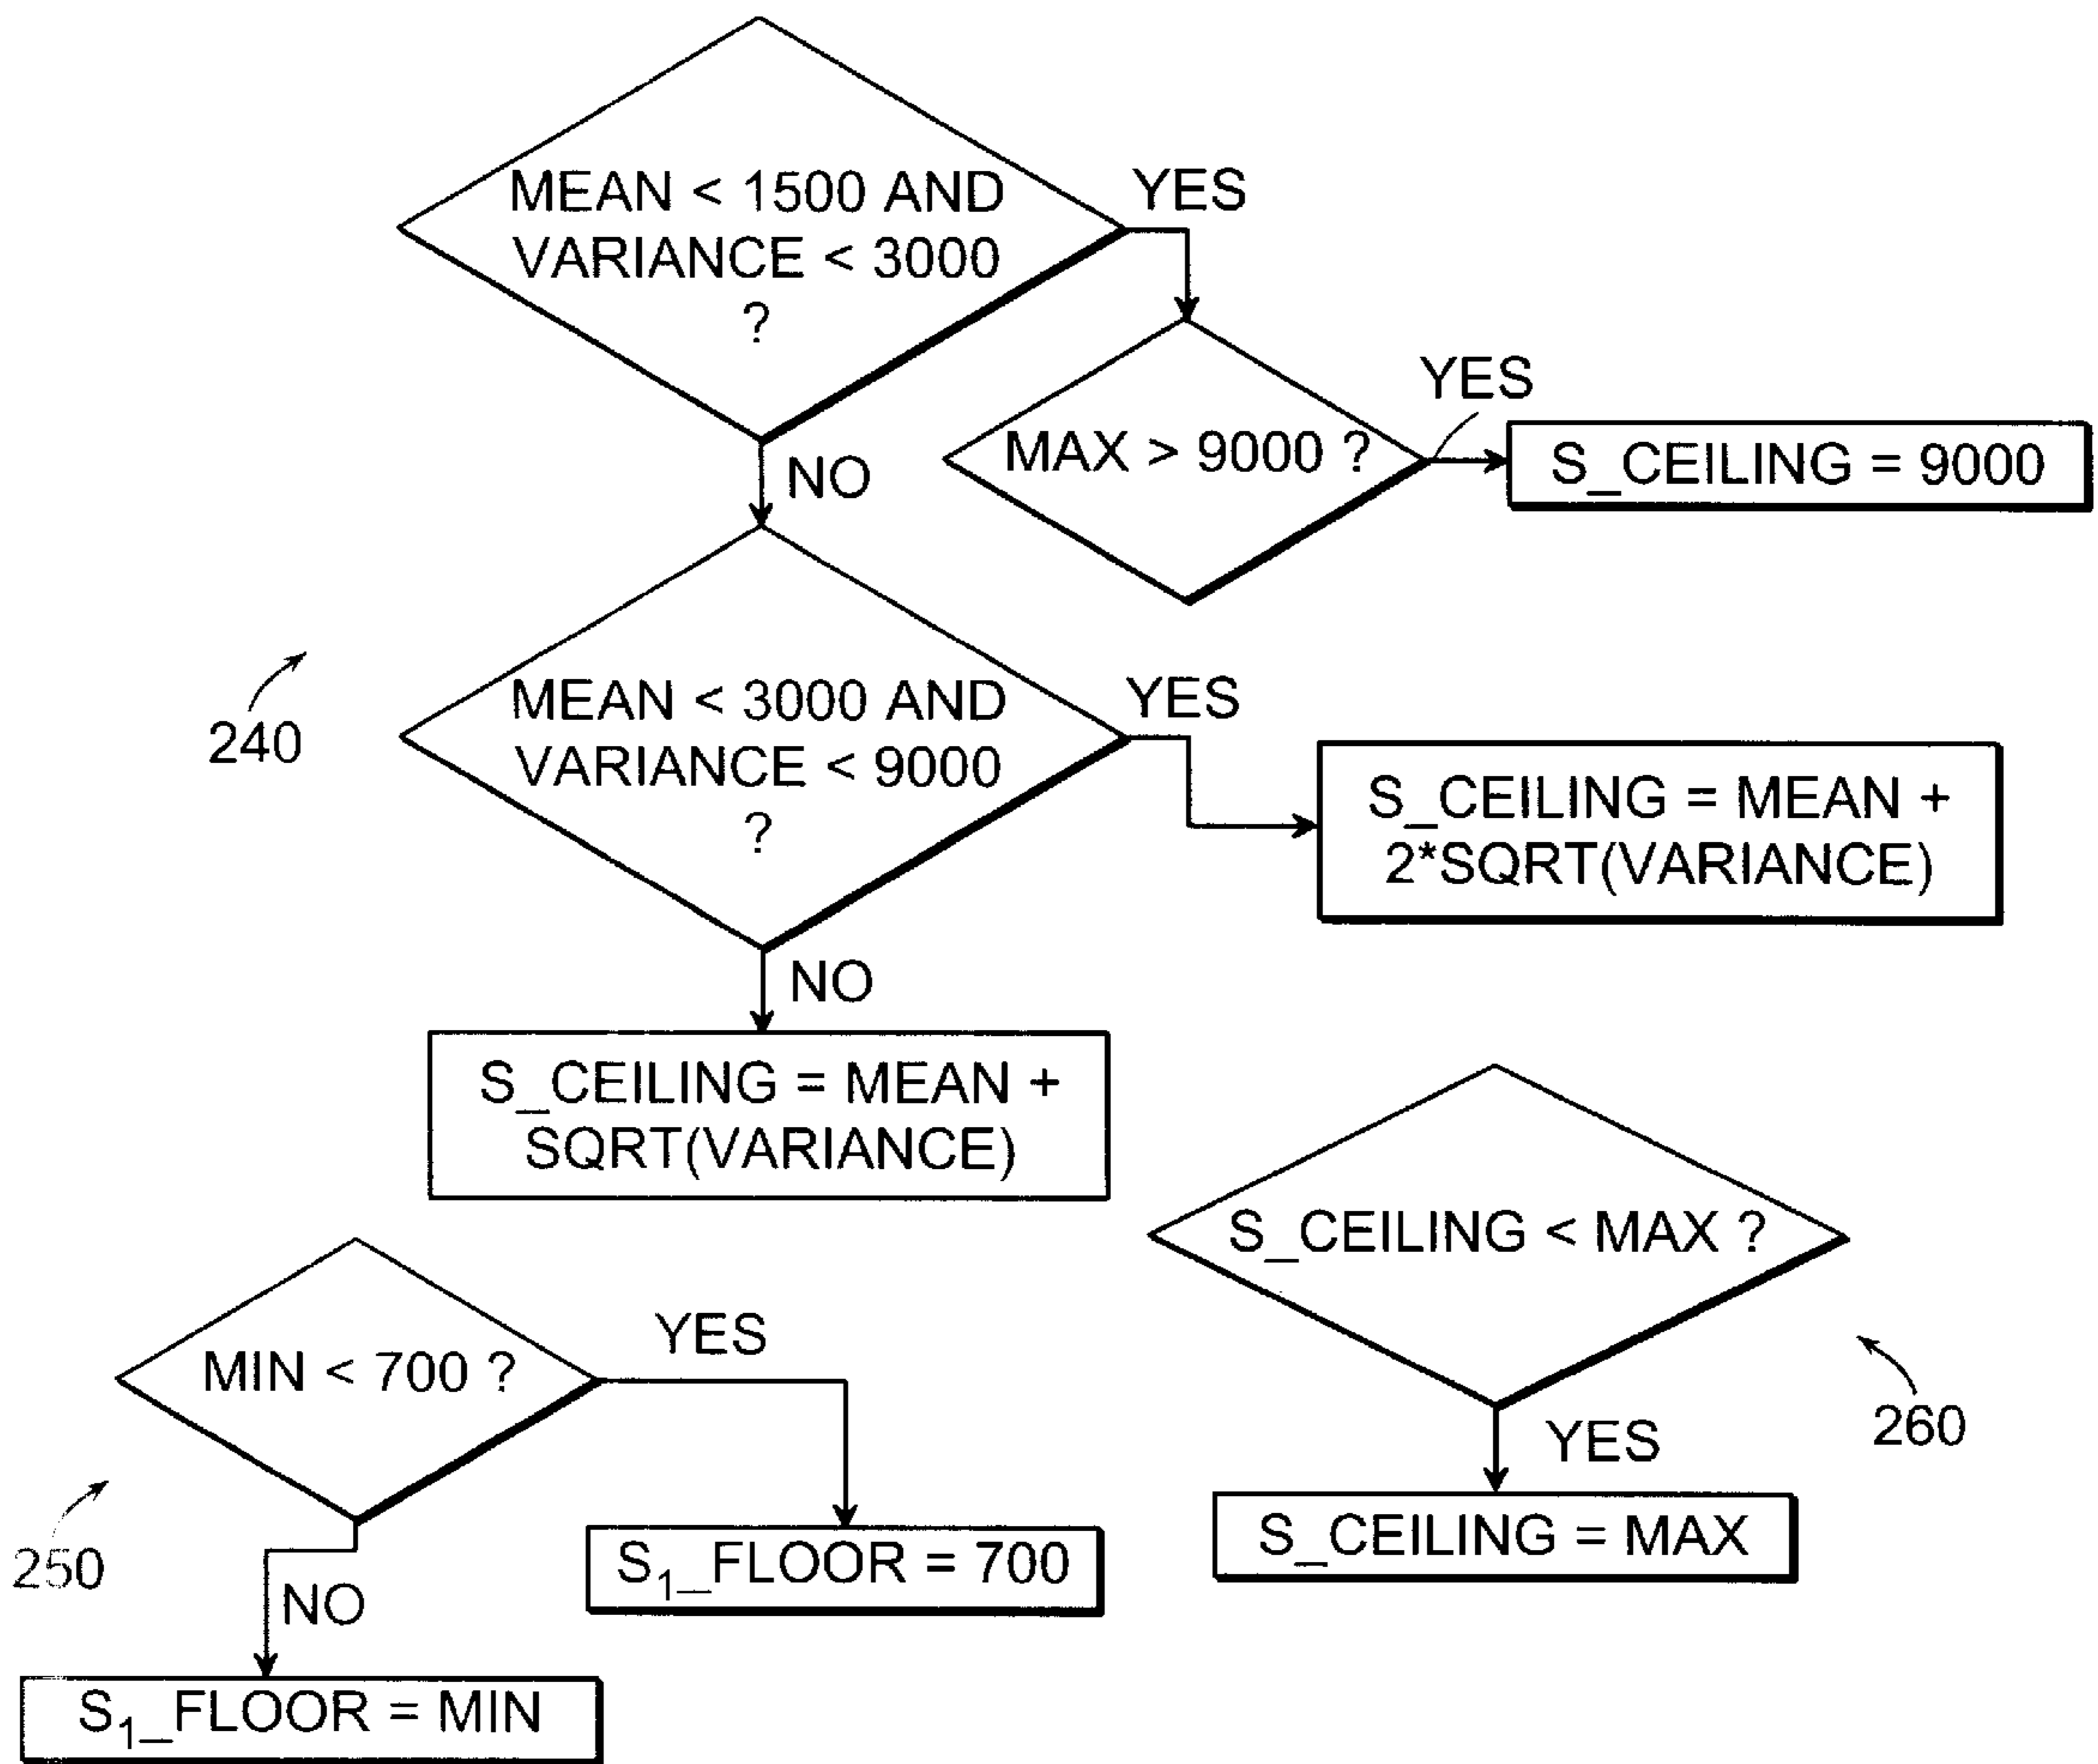 MEAN < 1500 AND
VARIANCE < 3000
?
YES
MAX > 9000 ?
YES
S_CEILING = 9000
NO
240
MEAN < 3000 AND
VARIANCE < 9000
?
YES
S_CEILING = MEAN +
2*SQRT(VARIANCE)
NO
S_CEILING = MEAN +
SQRT(VARIANCE)
S_CEILING < MAX ?
260
YES
S_CEILING = MAX
MIN < 700 ?
YES
250
S₁_FLOOR = 700
NO
S₁_FLOOR = MIN